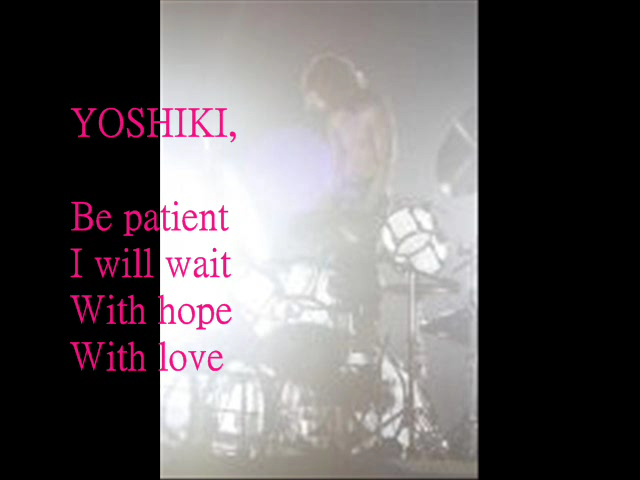 YOSHIKI,
Be patient
I will wait
With hope
With love